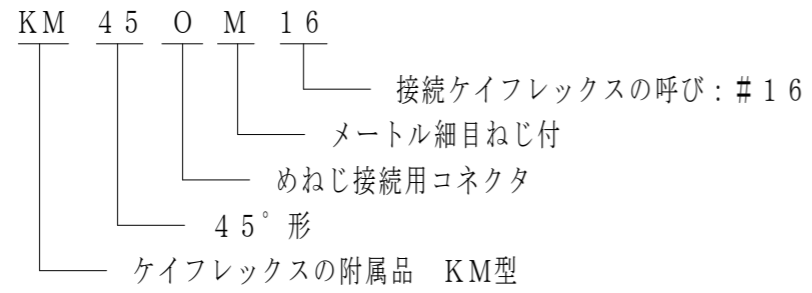 ＫＭ ４５ Ｏ Ｍ １６
接続ケイフレックスの呼び：＃１６
メートル細目ねじ付
めねじ接続用コネクタ
４５°形
ケイフレックスの附属品　ＫＭ型